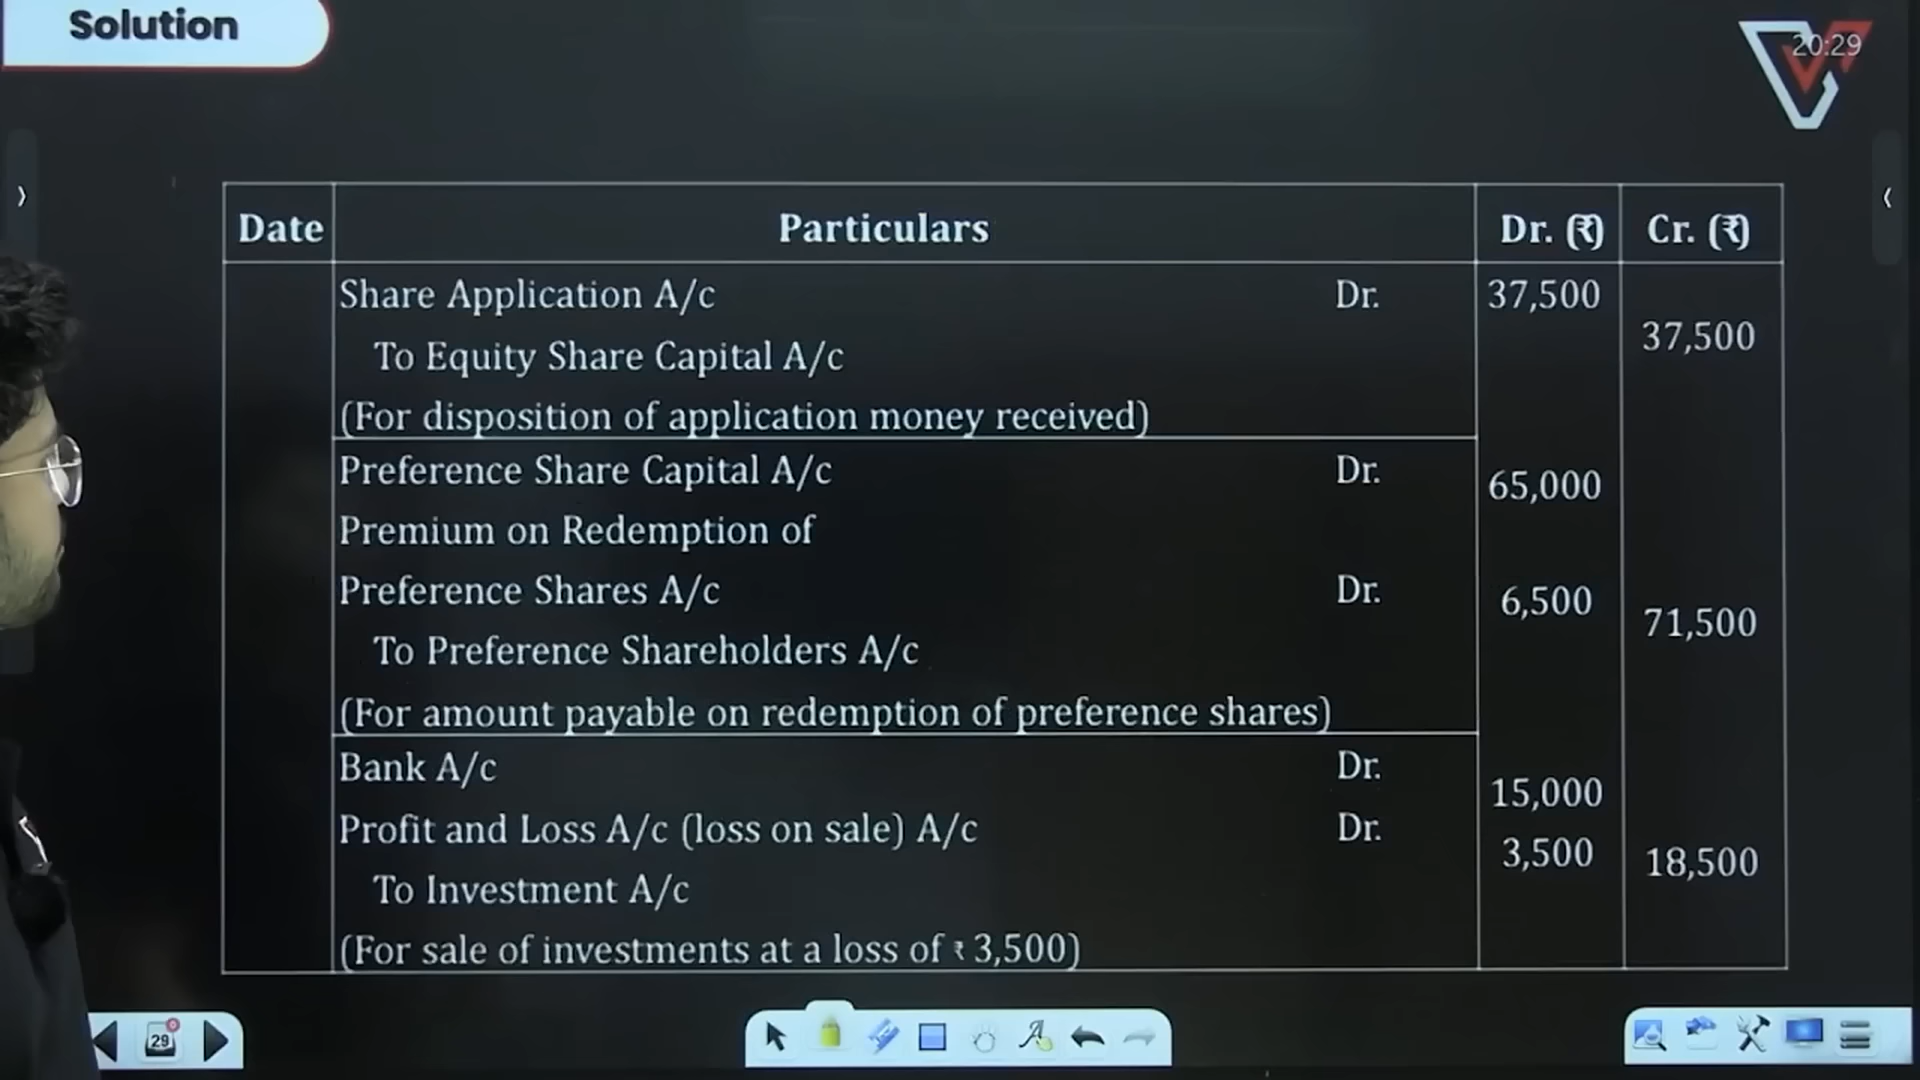 Solution
20:29
Date Particulars Dr. (₹) Cr. (₹)
Share Application A/c Dr. 37,500
To Equity Share Capital A/c 37,500
(For disposition of application money received)
Preference Share Capital A/c Dr. 65,000
Premium on Redemption of
Preference Shares A/c Dr. 6,500
To Preference Shareholders A/c 71,500
(For amount payable on redemption of preference shares)
Bank A/c Dr. 15,000
Profit and Loss A/c (loss on sale) A/c Dr. 3,500
To Investment A/c 18,500
(For sale of investments at a loss of ₹ 3,500)
29
0
A